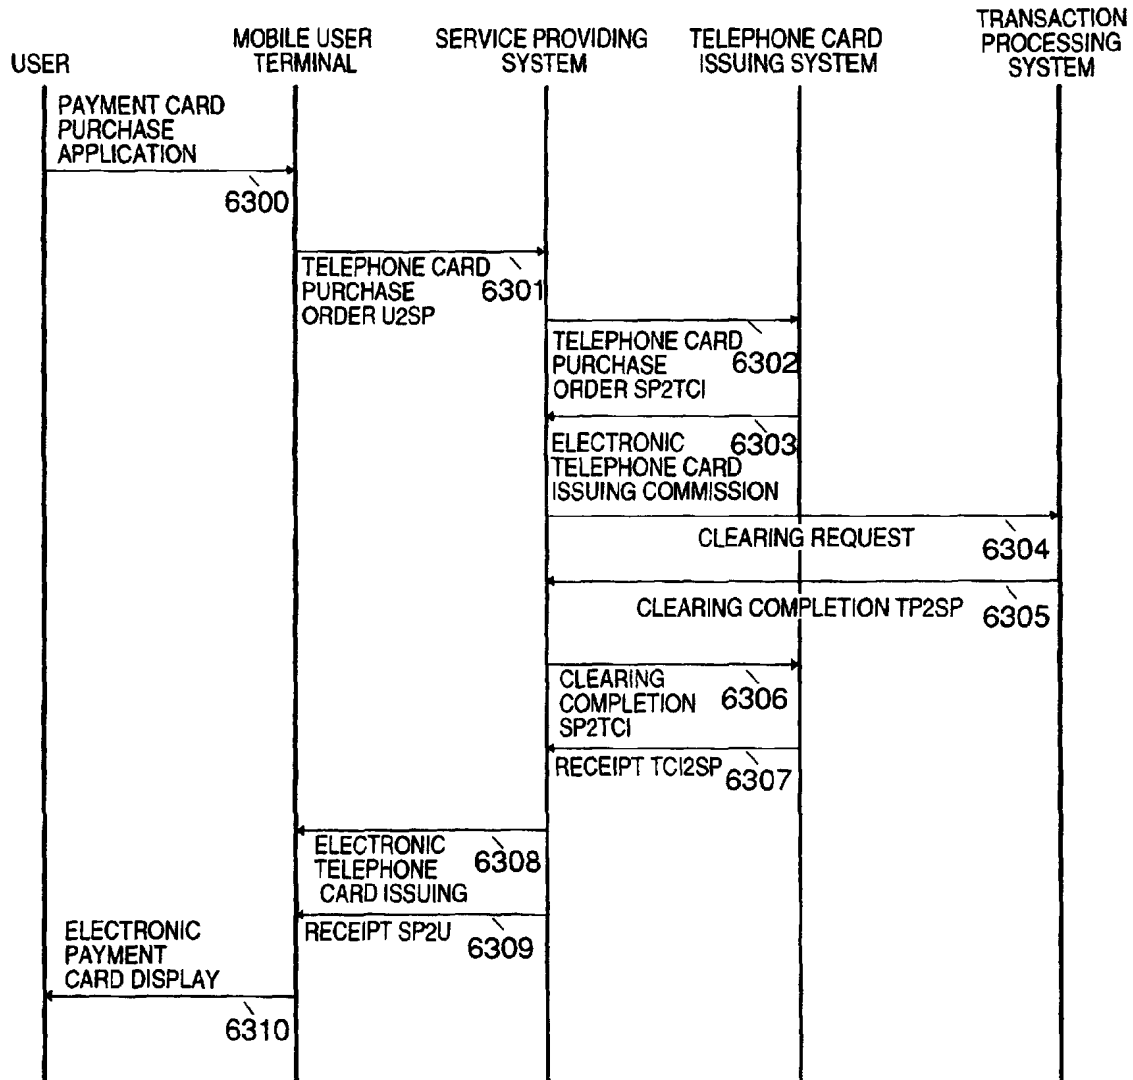 USER
MOBILE USER
TERMINAL
SERVICE PROVIDING
SYSTEM
TELEPHONE CARD
ISSUING SYSTEM
TRANSACTION
PROCESSING
SYSTEM
PAYMENT CARD
PURCHASE
APPLICATION
6300
TELEPHONE CARD
PURCHASE
ORDER U2SP
6301
TELEPHONE CARD
PURCHASE
ORDER SP2TCI
6302
ELECTRONIC
TELEPHONE CARD
ISSUING COMMISSION
6303
CLEARING REQUEST
6304
CLEARING COMPLETION TP2SP
6305
CLEARING
COMPLETION
SP2TCI
6306
RECEIPT TCI2SP
6307
ELECTRONIC
TELEPHONE
CARD ISSUING
6308
RECEIPT SP2U
6309
ELECTRONIC
PAYMENT
CARD DISPLAY
6310